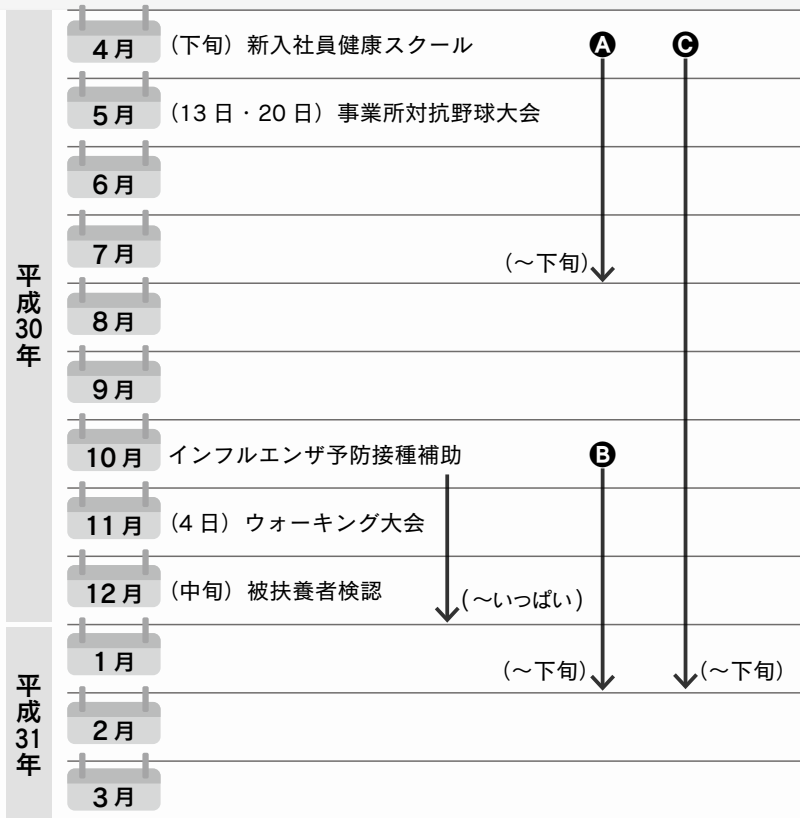 平成30年
4月 (下旬) 新入社員健康スクール Ⓐ Ⓒ
5月 (13日・20日) 事業所対抗野球大会
6月
7月 (〜下旬)
8月
9月
10月 インフルエンザ予防接種補助 Ⓑ
11月 (4日) ウォーキング大会
12月 (中旬) 被扶養者検認 (〜いっぱい)
平成31年
1月 (〜下旬) (〜下旬)
2月
3月